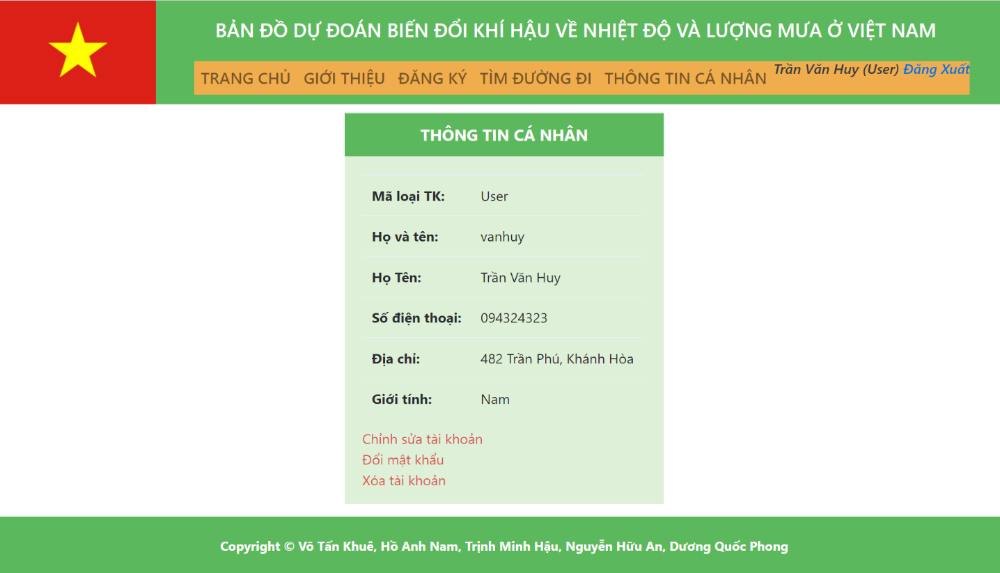 BẢN ĐỒ DỰ ĐOÁN BIẾN ĐỔI KHÍ HẬU VỀ NHIỆT ĐỘ VÀ LƯỢNG MƯA Ở VIỆT NAM
TRANG CHỦ GIỚI THIỆU ĐĂNG KÝ TÌM ĐƯỜNG ĐI THÔNG TIN CÁ NHÂN Trần Văn Huy (User) Đăng Xuất
THÔNG TIN CÁ NHÂN
Mã loại TK: User
Họ và tên: vanhuy
Họ Tên: Trần Văn Huy
Số điện thoại: 094324323
Địa chỉ: 482 Trần Phú, Khánh Hòa
Giới tính: Nam
Chỉnh sửa tài khoản
Đổi mật khẩu
Xóa tài khoản
Copyright © Võ Tấn Khuê, Hồ Anh Nam, Trịnh Minh Hậu, Nguyễn Hữu An, Dương Quốc Phong